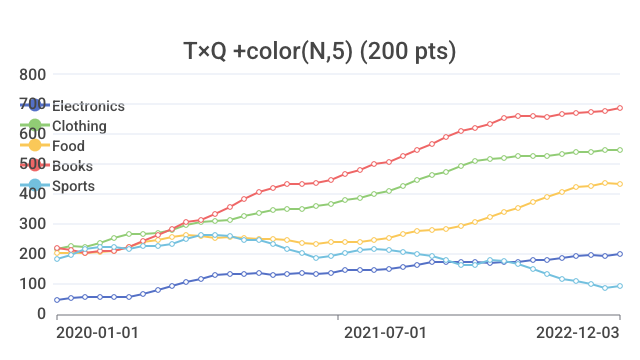 T×Q +color(N,5) (200 pts)
800
700
600
500
400
300
200
100
0
Electronics
Clothing
Food
Books
Sports
2020-01-01
2021-07-01
2022-12-03